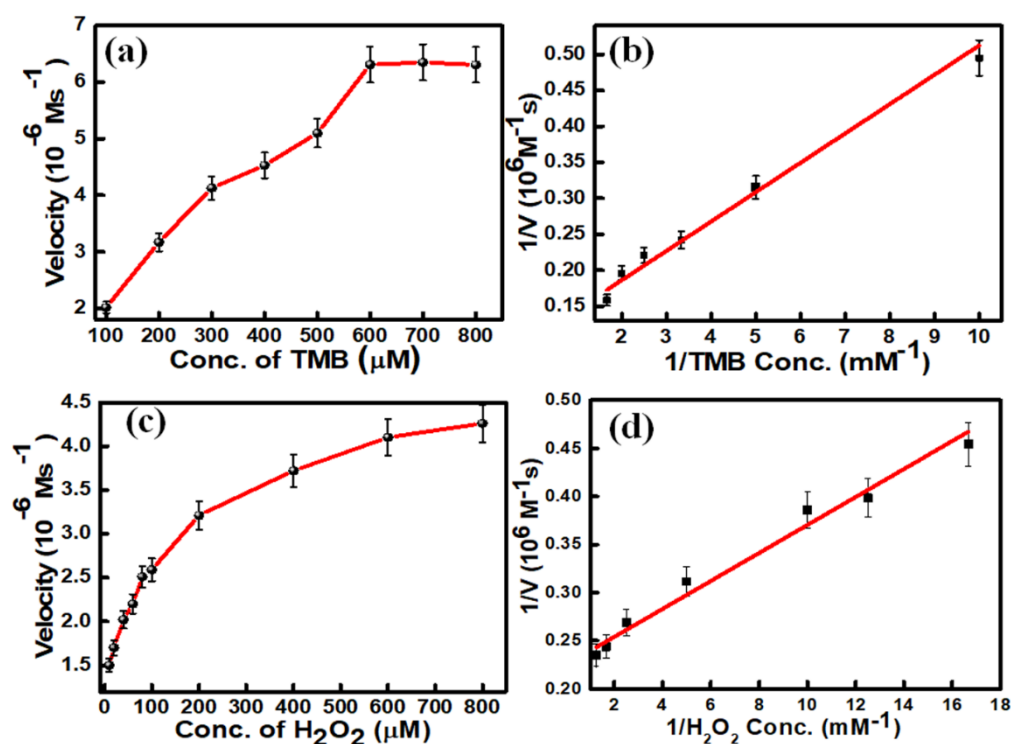 (a)
Velocity (10⁻⁶ Ms⁻¹)
7
6
5
4
3
2
100 200 300 400 500 600 700 800
Conc. of TMB (μM)
(b)
1/V (10⁶M⁻¹s)
0.50
0.45
0.40
0.35
0.30
0.25
0.20
0.15
2 3 4 5 6 7 8 9 10
1/TMB Conc. (mM⁻¹)
(c)
Velocity (10⁻⁶ Ms⁻¹)
4.5
4.0
3.5
3.0
2.5
2.0
1.5
0 100 200 300 400 500 600 700 800
Conc. of H₂O₂ (μM)
(d)
1/V (10⁶ M⁻¹s)
0.50
0.45
0.40
0.35
0.30
0.25
0.20
2 4 6 8 10 12 14 16 18
1/H₂O₂ Conc. (mM⁻¹)